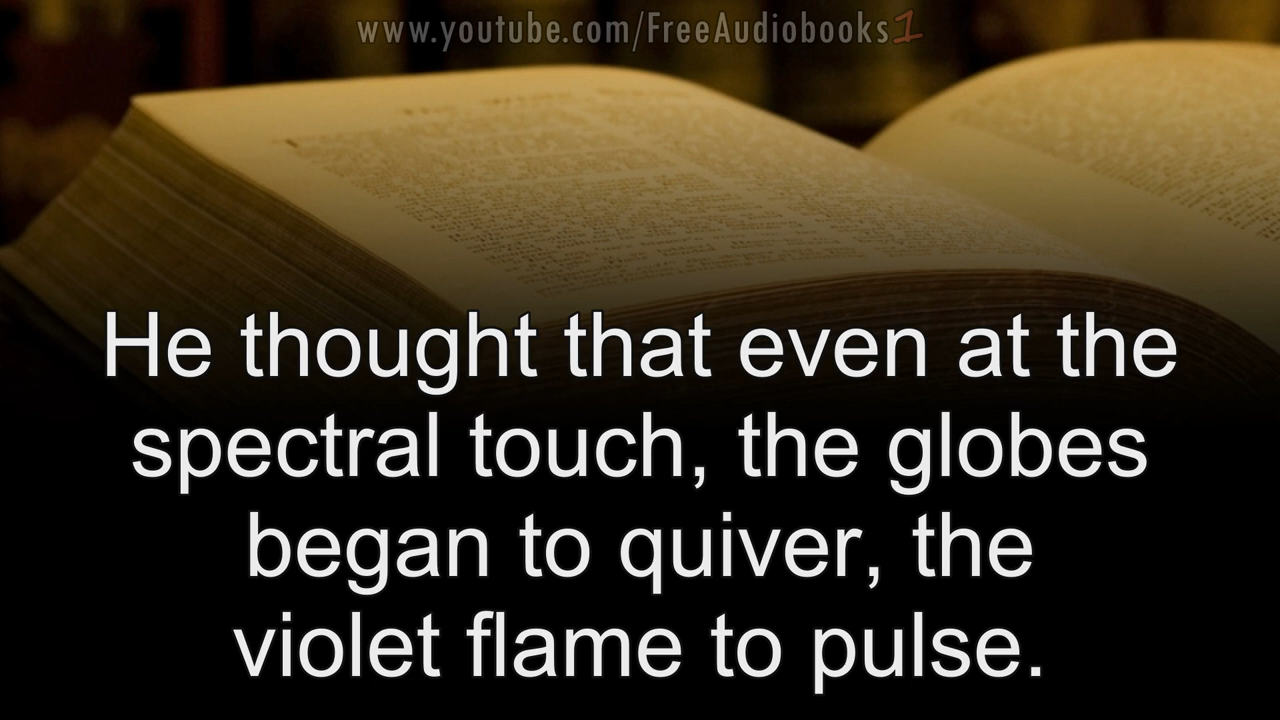 www.youtube.com/FreeAudiobooks1
He thought that even at the
spectral touch, the globes
began to quiver, the
violet flame to pulse.